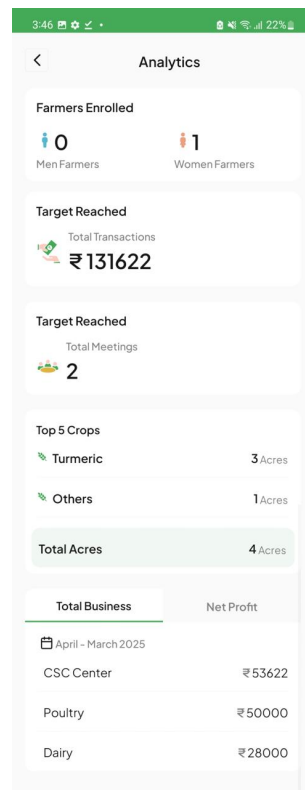 3:46 22%
Analytics
Farmers Enrolled
0 1
Men Farmers Women Farmers
Target Reached
Total Transactions
₹131622
Target Reached
Total Meetings
2
Top 5 Crops
Turmeric 3 Acres
Others 1 Acres
Total Acres 4 Acres
Total Business Net Profit
April - March 2025
CSC Center ₹53622
Poultry ₹50000
Dairy ₹28000